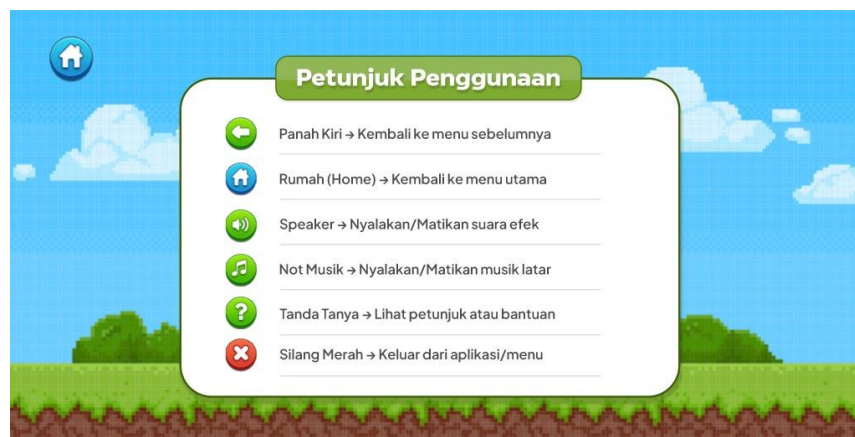 Petunjuk Penggunaan
Panah Kiri → Kembali ke menu sebelumnya
Rumah (Home) → Kembali ke menu utama
Speaker → Nyalakan/Matikan suara efek
Not Musik → Nyalakan/Matikan musik latar
? Tanda Tanya → Lihat petunjuk atau bantuan
Silang Merah → Keluar dari aplikasi/menu